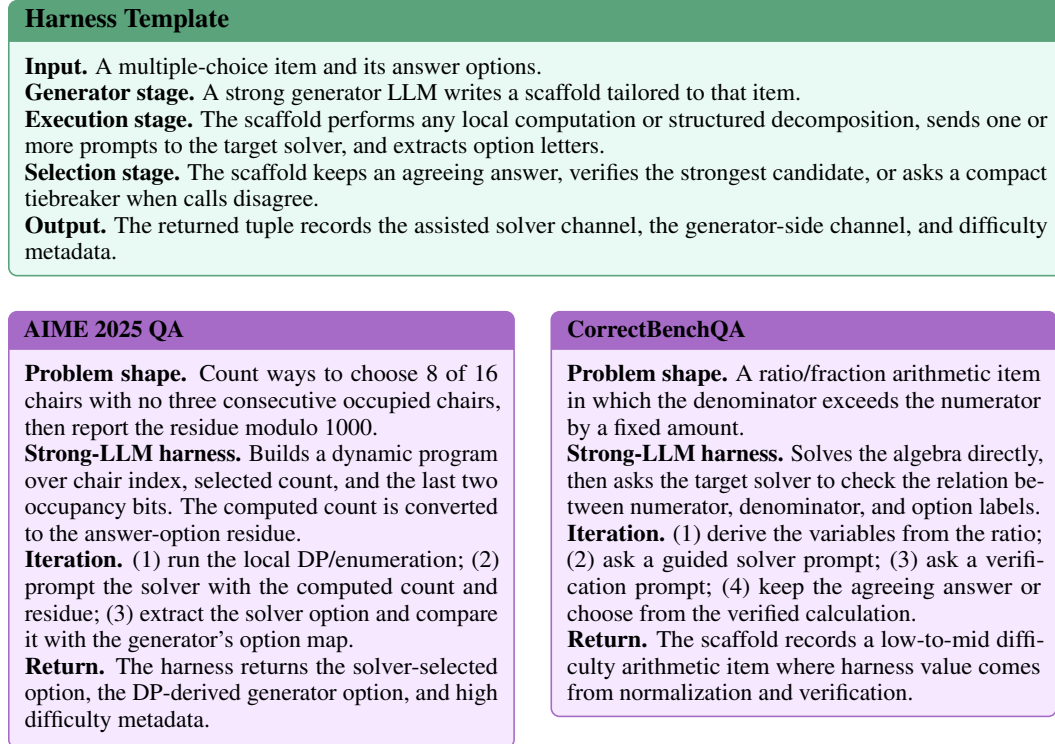 Harness Template
Input. A multiple-choice item and its answer options.
Generator stage. A strong generator LLM writes a scaffold tailored to that item.
Execution stage. The scaffold performs any local computation or structured decomposition, sends one or
more prompts to the target solver, and extracts option letters.
Selection stage. The scaffold keeps an agreeing answer, verifies the strongest candidate, or asks a compact
tiebreaker when calls disagree.
Output. The returned tuple records the assisted solver channel, the generator-side channel, and difficulty
metadata.
AIME 2025 QA
Problem shape. Count ways to choose 8 of 16
chairs with no three consecutive occupied chairs,
then report the residue modulo 1000.
Strong-LLM harness. Builds a dynamic program
over chair index, selected count, and the last two
occupancy bits. The computed count is converted
to the answer-option residue.
Iteration. (1) run the local DP/enumeration; (2)
prompt the solver with the computed count and
residue; (3) extract the solver option and compare
it with the generator's option map.
Return. The harness returns the solver-selected
option, the DP-derived generator option, and high
difficulty metadata.
CorrectBenchQA
Problem shape. A ratio/fraction arithmetic item
in which the denominator exceeds the numerator
by a fixed amount.
Strong-LLM harness. Solves the algebra directly,
then asks the target solver to check the relation be-
tween numerator, denominator, and option labels.
Iteration. (1) derive the variables from the ratio;
(2) ask a guided solver prompt; (3) ask a verifi-
cation prompt; (4) keep the agreeing answer or
choose from the verified calculation.
Return. The scaffold records a low-to-mid diffi-
culty arithmetic item where harness value comes
from normalization and verification.